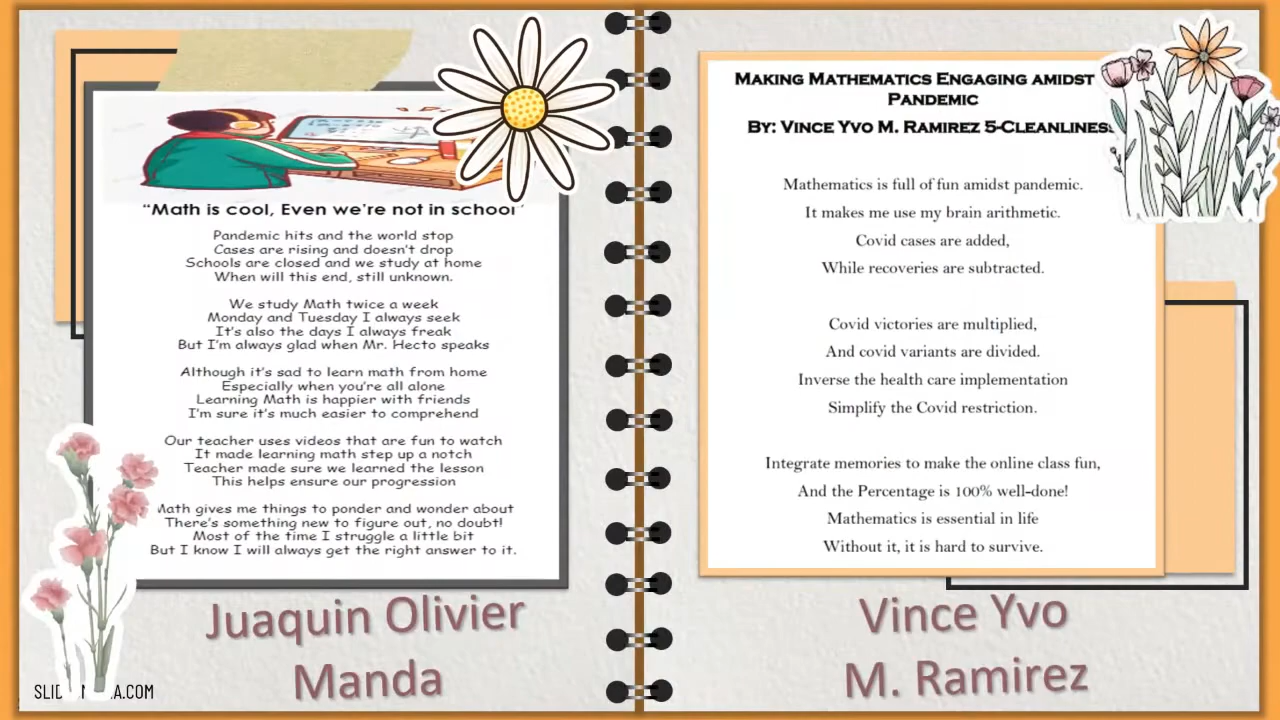 “Math is cool, Even we’re not in school’
Pandemic hits and the world stop
Cases are rising and doesn’t drop
Schools are closed and we study at home
When will this end, still unknown.
We study Math twice a week
Monday and Tuesday I always seek
It’s also the days I always freak
But I’m always glad when Mr. Hecto speaks
Although it’s sad to learn math from home
Especially when you’re all alone
Learning Math is happier with friends
I’m sure it’s much easier to comprehend
Our teacher uses videos that are fun to watch
It made learning math step up a notch
Teacher made sure we learned the lesson
This helps ensure our progression
Math gives me things to ponder and wonder about
There’s something new to figure out, no doubt!
Most of the time I struggle a little bit
But I know I will always get the right answer to it.
Juaquin Olivier
Manda
MAKING MATHEMATICS ENGAGING AMIDST
PANDEMIC
BY: VINCE YVO M. RAMIREZ 5-CLEANLINESS
Mathematics is full of fun amidst pandemic.
It makes me use my brain arithmetic.
Covid cases are added,
While recoveries are subtracted.
Covid victories are multiplied,
And covid variants are divided.
Inverse the health care implementation
Simplify the Covid restriction.
Integrate memories to make the online class fun,
And the Percentage is 100% well-done!
Mathematics is essential in life
Without it, it is hard to survive.
Vince Yvo
M. Ramirez